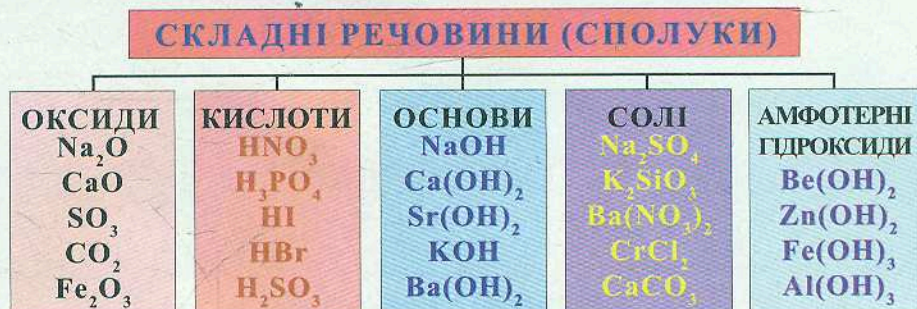 СКЛАДНІ РЕЧОВИНИ (СПОЛУКИ)
ОКСИДИ
Na₂O
CaO
SO₃
CO₂
Fe₂O₃
КИСЛОТИ
HNO₃
H₃PO₄
HI
HBr
H₂SO₃
ОСНОВИ
NaOH
Ca(OH)₂
Sr(OH)₂
KOH
Ba(OH)₂
СОЛІ
Na₂SO₄
K₂SiO₃
Ba(NO₃)₂
CrCl₂
CaCO₃
АМФОТЕРНІ
ГІДРОКСИДИ
Be(OH)₂
Zn(OH)₂
Fe(OH)₃
Al(OH)₃